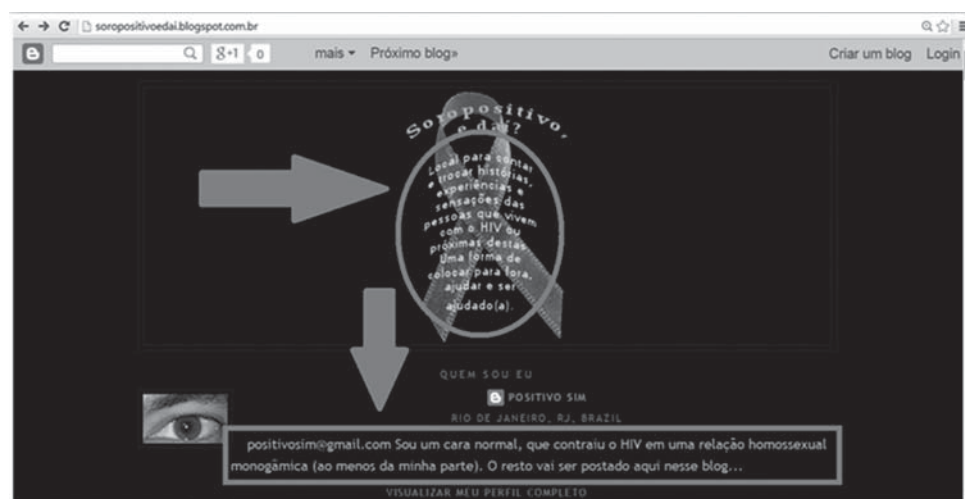 soropositivoedai.blogspot.com.br
g+1 0 mais Próximo blog» Criar um blog Login
Soropositivo,
e daí?
Local para contar
e trocar histórias,
experiências e
sensações das
pessoas que vivem
com o HIV ou
próximas destas.
Uma forma de
colocar para fora,
ajudar e ser
ajudado(a).
QUEM SOU EU
POSITIVO SIM
RIO DE JANEIRO, RJ, BRAZIL
positivosim@gmail.com Sou um cara normal, que contraiu o HIV em uma relação homossexual
monogâmica (ao menos da minha parte). O resto vai ser postado aqui nesse blog...
VISUALIZAR MEU PERFIL COMPLETO